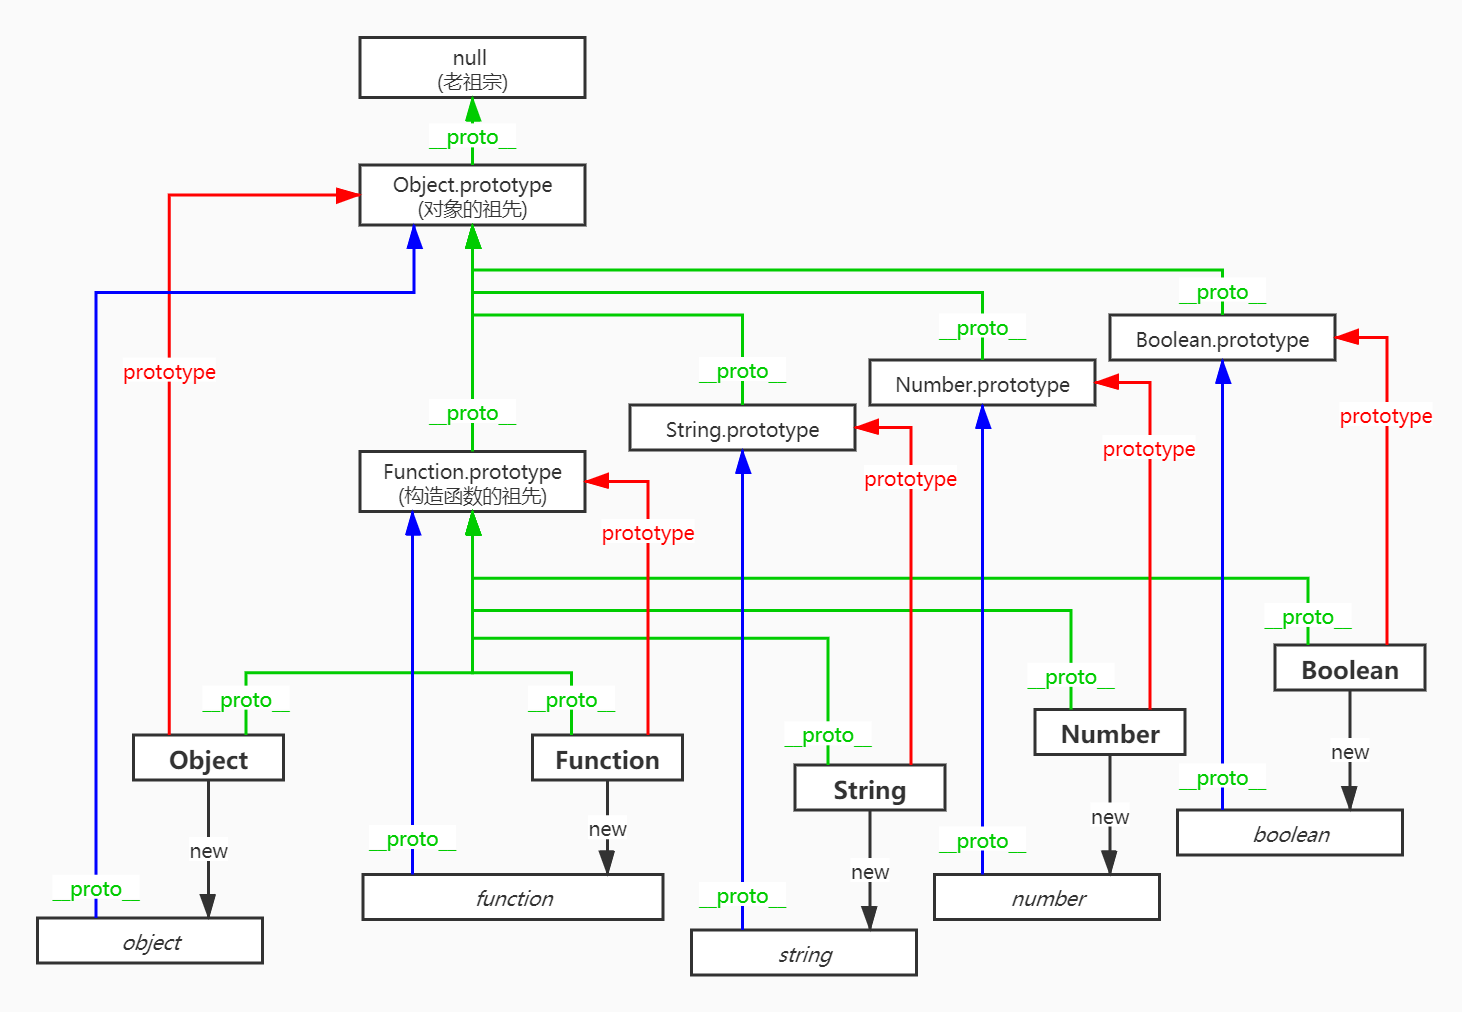 null
(老祖宗)
__proto__
Object.prototype
(对象的祖先)
__proto__
Boolean.prototype
__proto__
Number.prototype
__proto__
prototype
String.prototype
__proto__
prototype
prototype
prototype
Function.prototype
(构造函数的祖先)
prototype
__proto__
Boolean
__proto__
Number
__proto__
__proto__
__proto__
Object
Function
String
new
__proto__
boolean
new
new
__proto__
__proto__
new
new
__proto__
__proto__
function
number
object
string